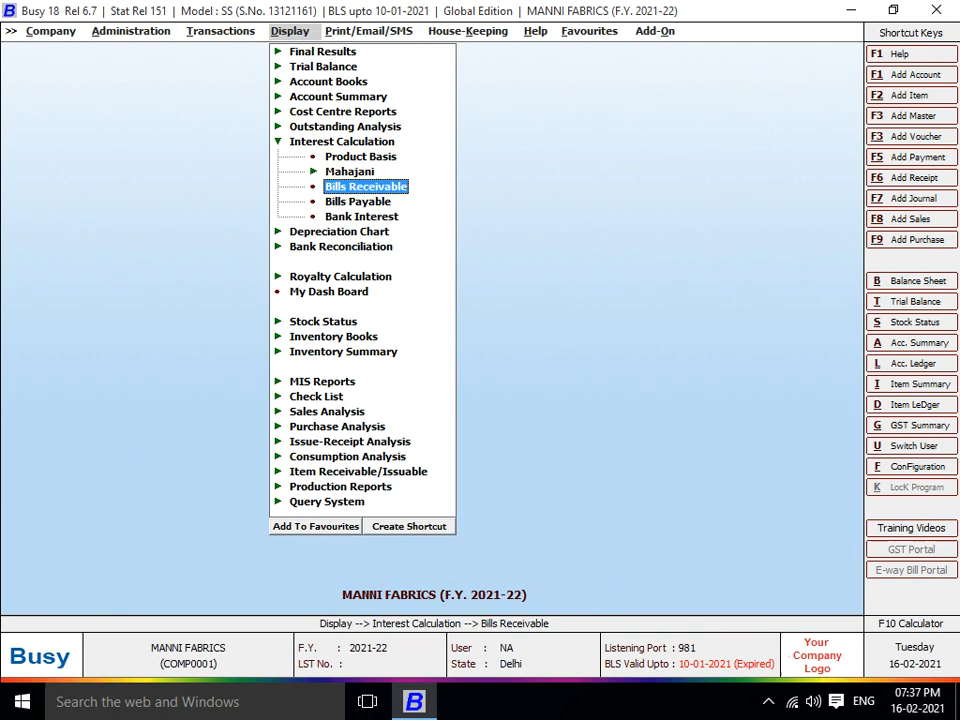 Busy 18 Rel 6.7 | Stat Rel 151 | Model : SS (S.No. 13121161) | BLS upto 10-01-2021 | Global Edition | MANNI FABRICS (F.Y. 2021-22)
>> Company Administration Transactions Display Print/Email/SMS House-Keeping Help Favourites Add-On
Final Results
Trial Balance
Account Books
Account Summary
Cost Centre Reports
Outstanding Analysis
Interest Calculation
Product Basis
Mahajani
Bills Receivable
Bills Payable
Bank Interest
Depreciation Chart
Bank Reconciliation
Royalty Calculation
My Dash Board
Stock Status
Inventory Books
Inventory Summary
MIS Reports
Check List
Sales Analysis
Purchase Analysis
Issue-Receipt Analysis
Consumption Analysis
Item Receivable/Issuable
Production Reports
Query System
Add To Favourites Create Shortcut
Shortcut Keys
F1 Help
F1 Add Account
F2 Add Item
F3 Add Master
F3 Add Voucher
F5 Add Payment
F6 Add Receipt
F7 Add Journal
F8 Add Sales
F9 Add Purchase
B Balance Sheet
T Trial Balance
S Stock Status
A Acc. Summary
L Acc. Ledger
I Item Summary
D Item LeDger
G GST Summary
U Switch User
F ConFiguration
K LocK Program
Training Videos
GST Portal
E-way Bill Portal
MANNI FABRICS (F.Y. 2021-22)
Display --> Interest Calculation --> Bills Receivable
F10 Calculator
Busy
MANNI FABRICS
(COMP0001)
F.Y. : 2021-22
LST No. :
User : NA
State : Delhi
Listening Port : 981
BLS Valid Upto : 10-01-2021 (Expired)
Your
Company
Logo
Tuesday
16-02-2021
Search the web and Windows
ENG
07:37 PM
16-02-2021